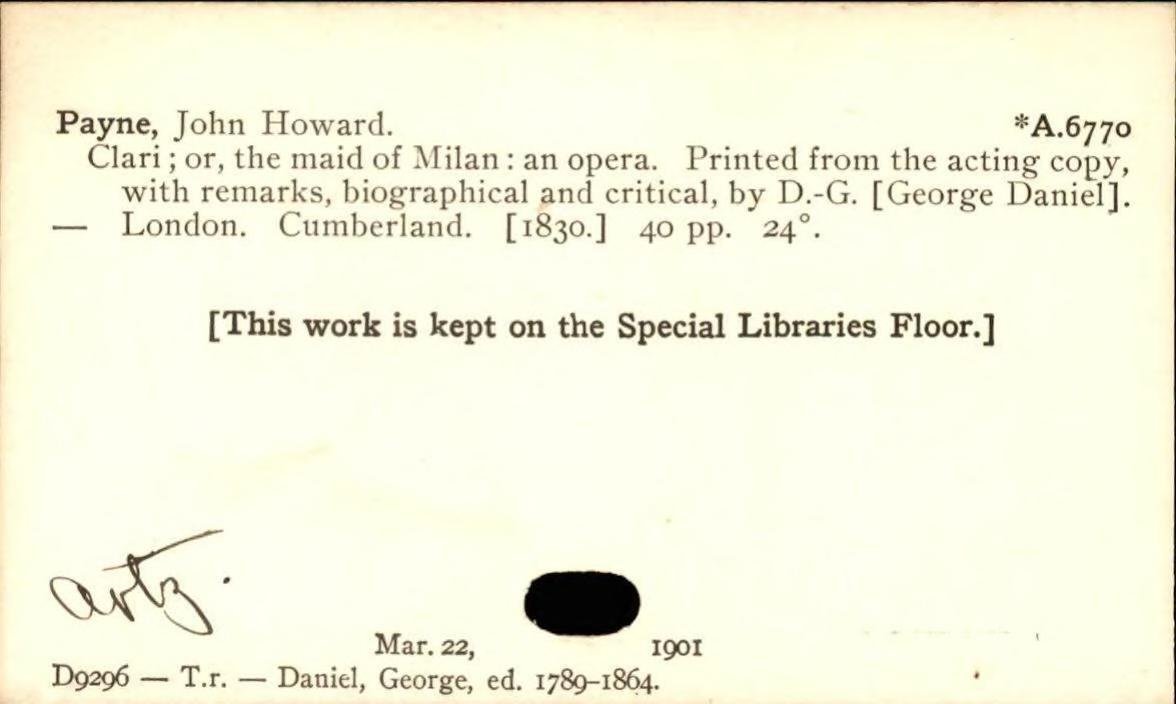 Payne, John Howard. *A.6770
Clari ; or, the maid of Milan : an opera. Printed from the acting copy,
with remarks, biographical and critical, by D.-G. [George Daniel].
— London. Cumberland. [1830.] 40 pp. 24°.
[This work is kept on the Special Libraries Floor.]
artz.
Mar. 22, 1901
D9296 — T.r. — Daniel, George, ed. 1789–1864.